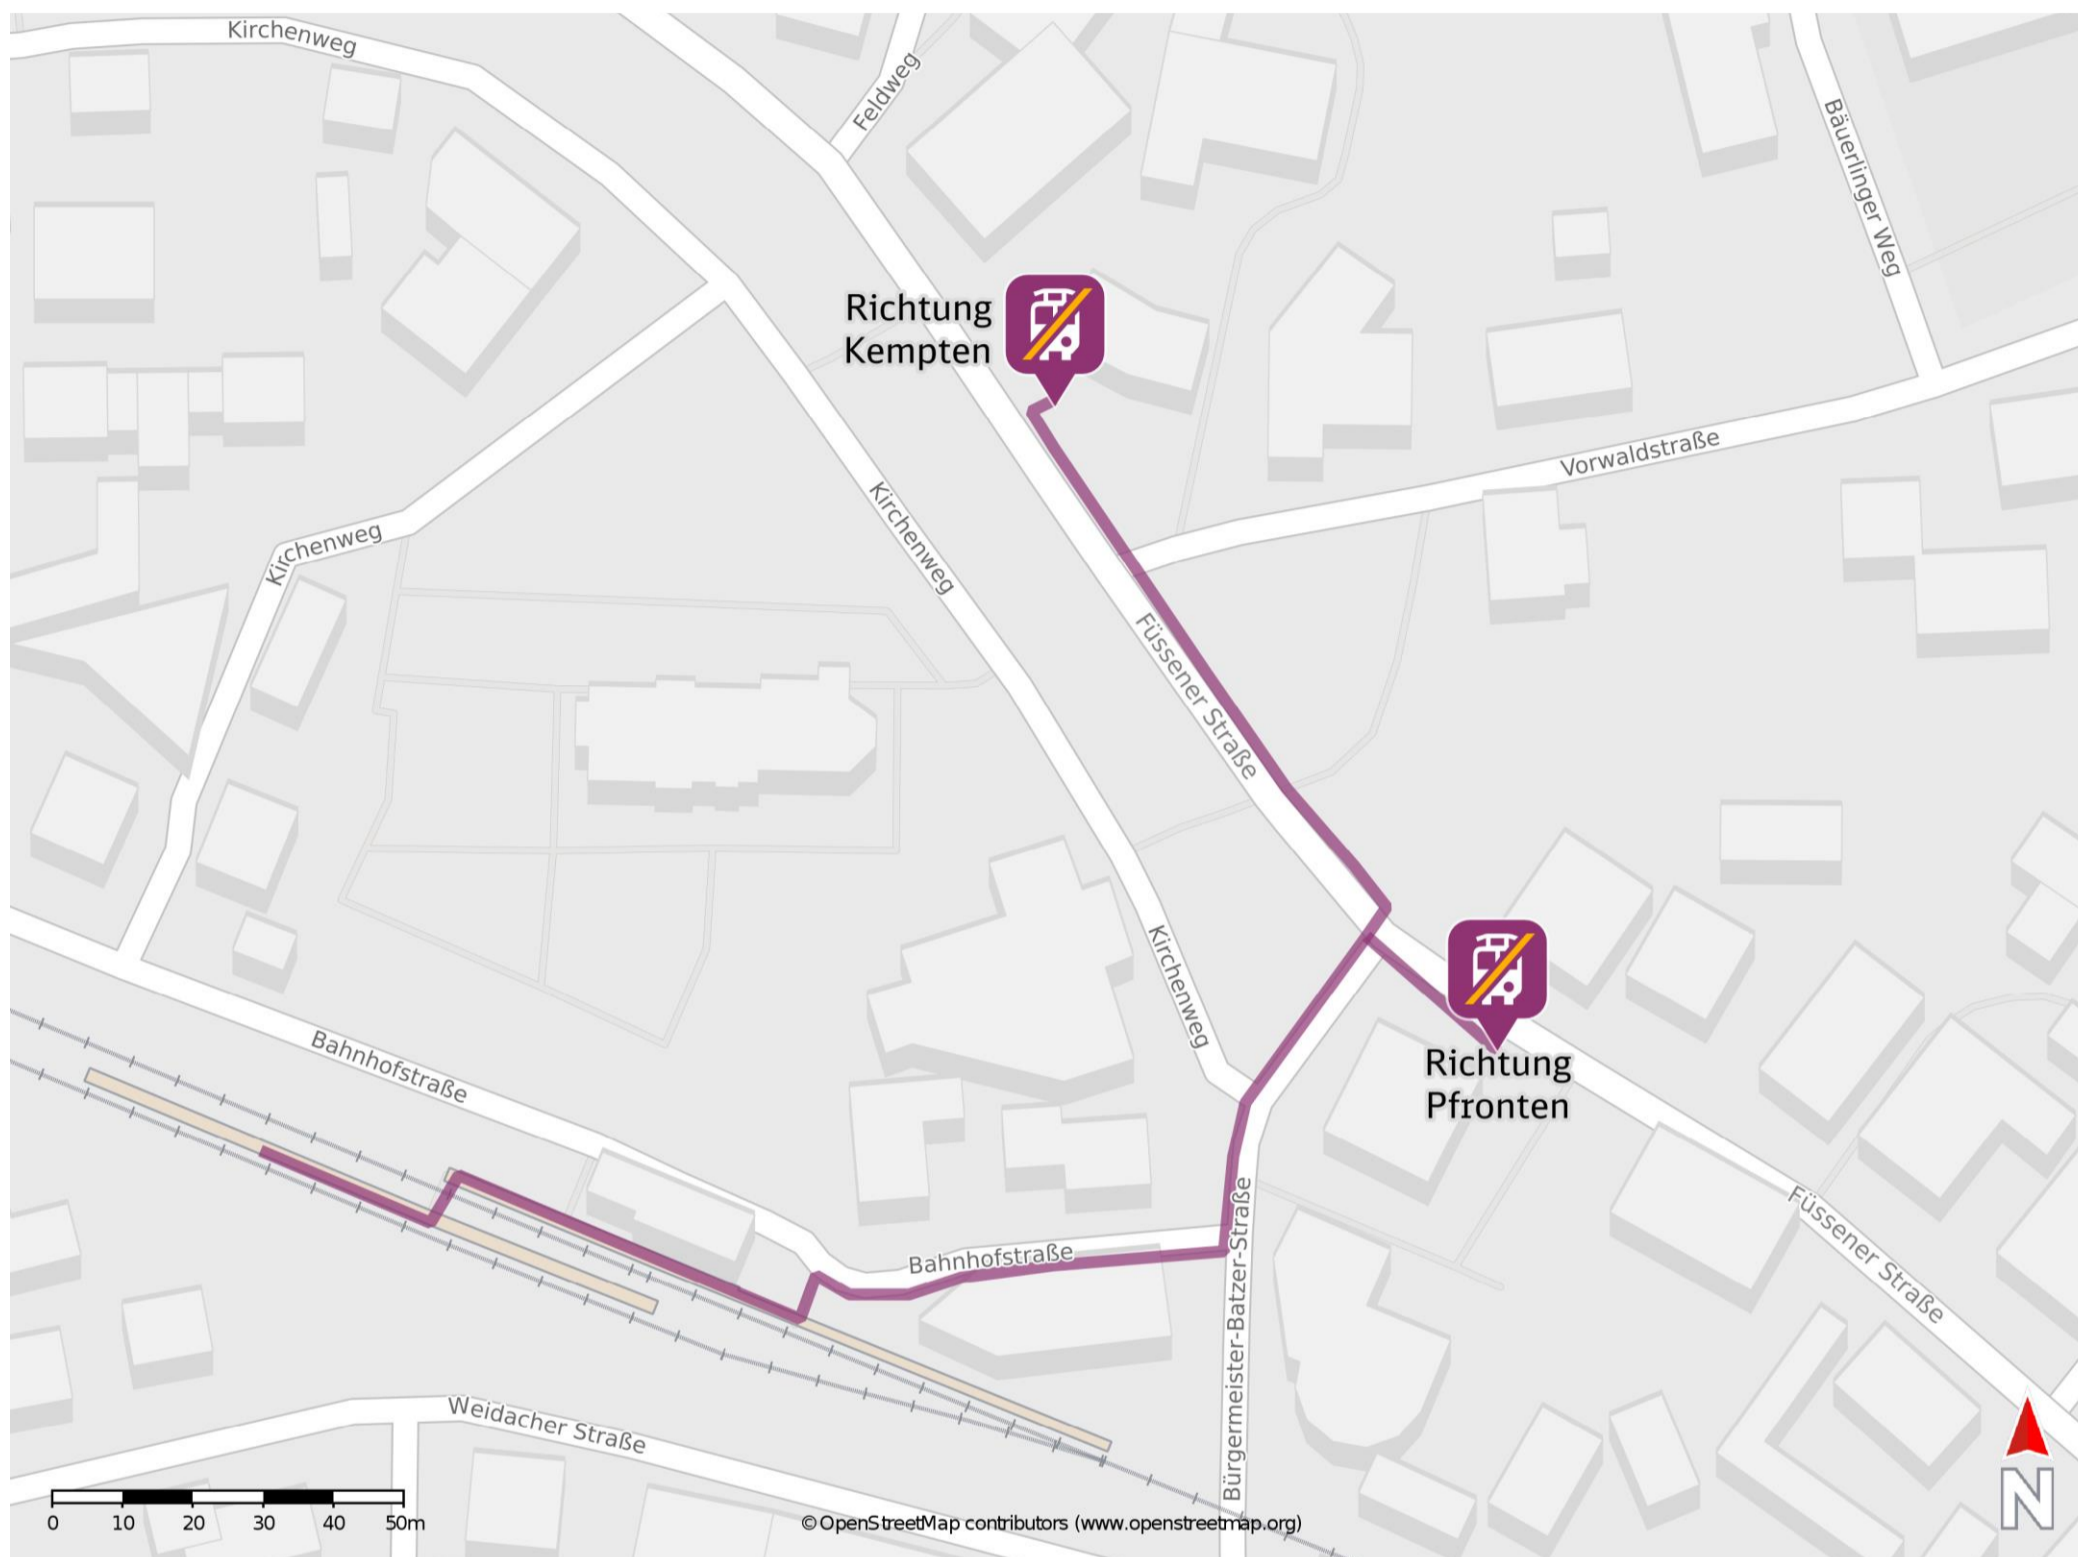 Kirchenweg
Feldweg
Bäuerlinger Weg
Richtung
Kempten
Vorwaldstraße
Kirchenweg
Kirchenweg
Füssener Straße
Kirchenweg
Richtung
Pfronten
Bahnhofstraße
Bahnhofstraße
Bürgermeister-Batzer-Straße
Füssener Straße
Weidacher Straße
0 10 20 30 40 50m
©OpenStreetMap contributors (www.openstreetmap.org)
N